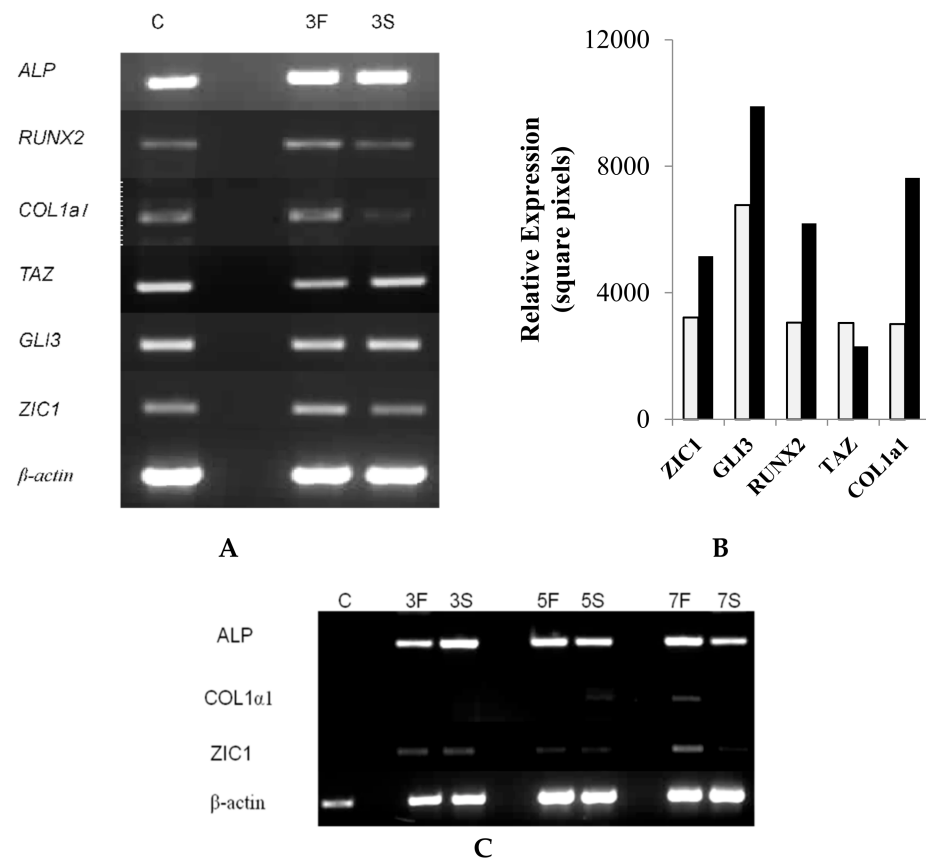 C 3F 3S
ALP
RUNX2
COL1a1
TAZ
GLI3
ZIC1
β-actin
A
12000
8000
4000
0
Relative Expression
(square pixels)
ZIC1
GLI3
RUNX2
TAZ
COL1a1
B
C 3F 3S 5F 5S 7F 7S
ALP
COL1α1
ZIC1
β-actin
C